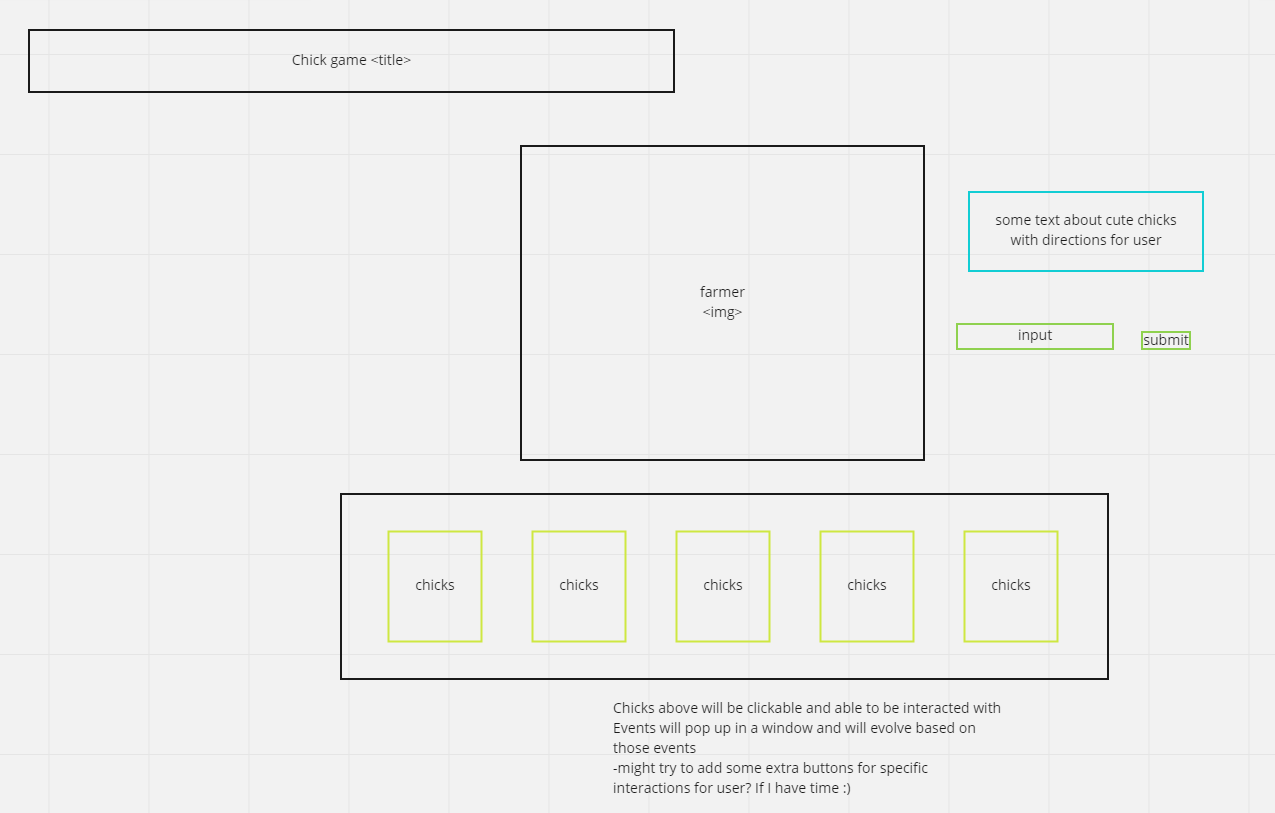 Chick game <title>
some text about cute chicks
with directions for user
farmer
<img>
input
submit
chicks
chicks
chicks
chicks
chicks
Chicks above will be clickable and able to be interacted with
Events will pop up in a window and will evolve based on
those events
-might try to add some extra buttons for specific
interactions for user? If I have time :)